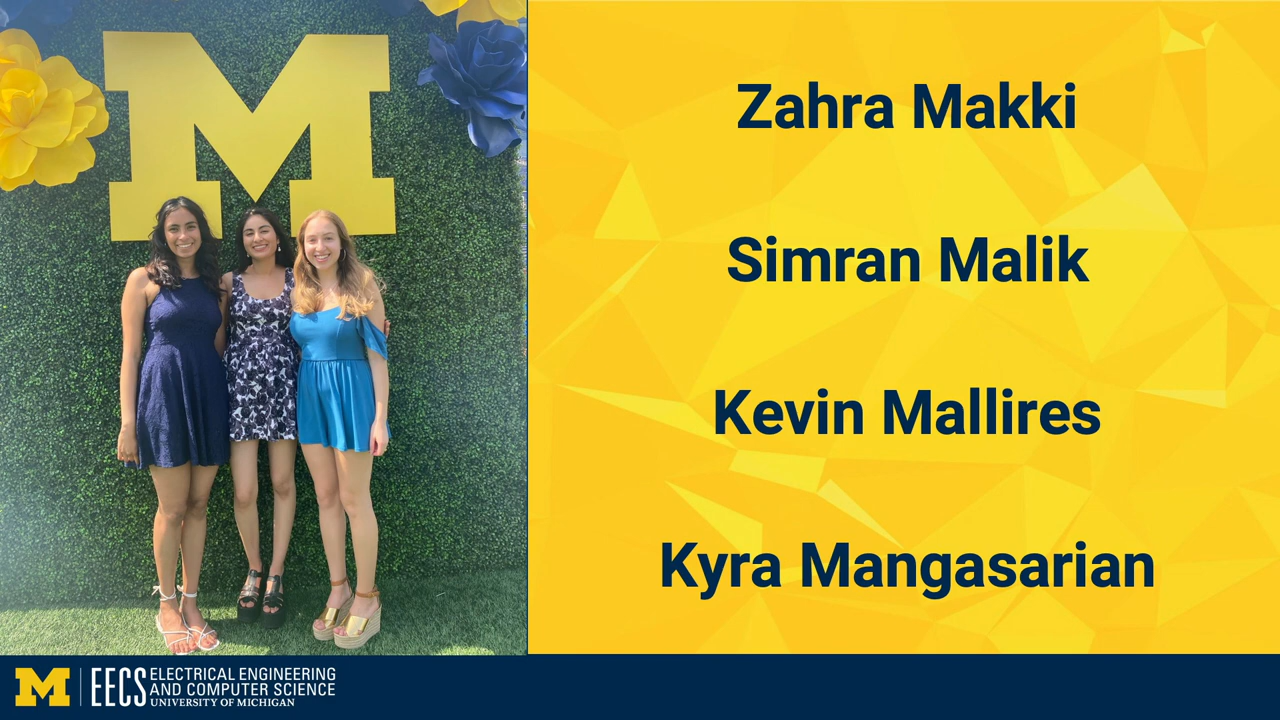 M
Zahra Makki
Simran Malik
Kevin Mallires
Kyra Mangasarian
M
EECS
ELECTRICAL ENGINEERING
AND COMPUTER SCIENCE
UNIVERSITY OF MICHIGAN